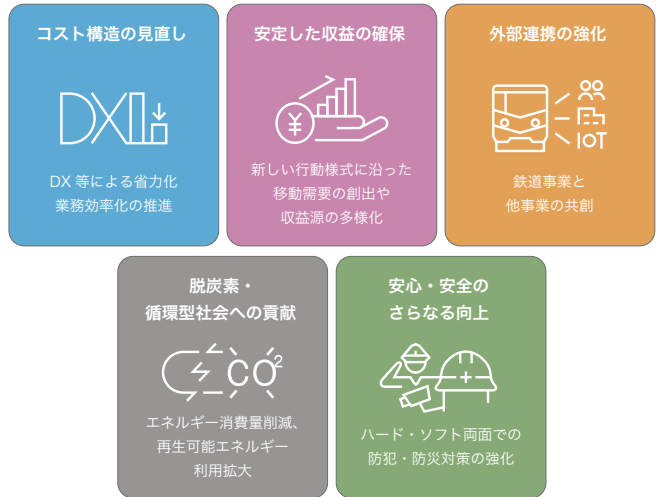 コスト構造の見直し
DX
DX 等による省力化
業務効率化の推進
安定した収益の確保
¥
新しい行動様式に沿った
移動需要の創出や
収益源の多様化
外部連携の強化
IoT
鉄道事業と
他事業の共創
脱炭素・
循環型社会への貢献
CO²
エネルギー消費量削減、
再生可能エネルギー
利用拡大
安心・安全の
さらなる向上
ハード・ソフト両面での
防犯・防災対策の強化